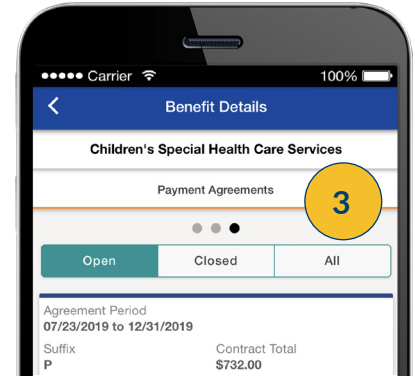 Carrier 100%
Benefit Details
Children's Special Health Care Services
Payment Agreements
3
Open Closed All
Agreement Period
07/23/2019 to 12/31/2019
Suffix Contract Total
P $732.00